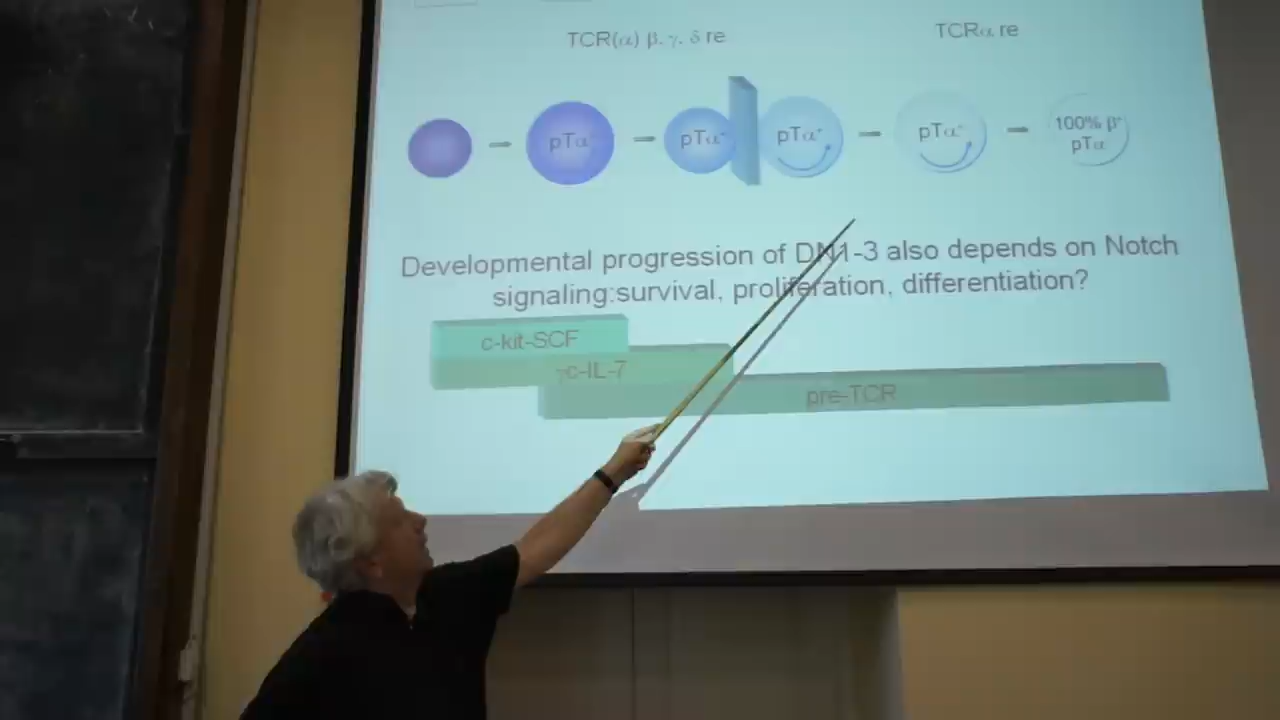 TCR(α) β, γ, δ re
TCRα re
pTα⁺
pTα⁺
pTα⁺
pTα⁺
100% β⁺
pTα
Developmental progression of DN1-3 also depends on Notch
signaling:survival, proliferation, differentiation?
c-kit-SCF
γc-IL-7
pre-TCR